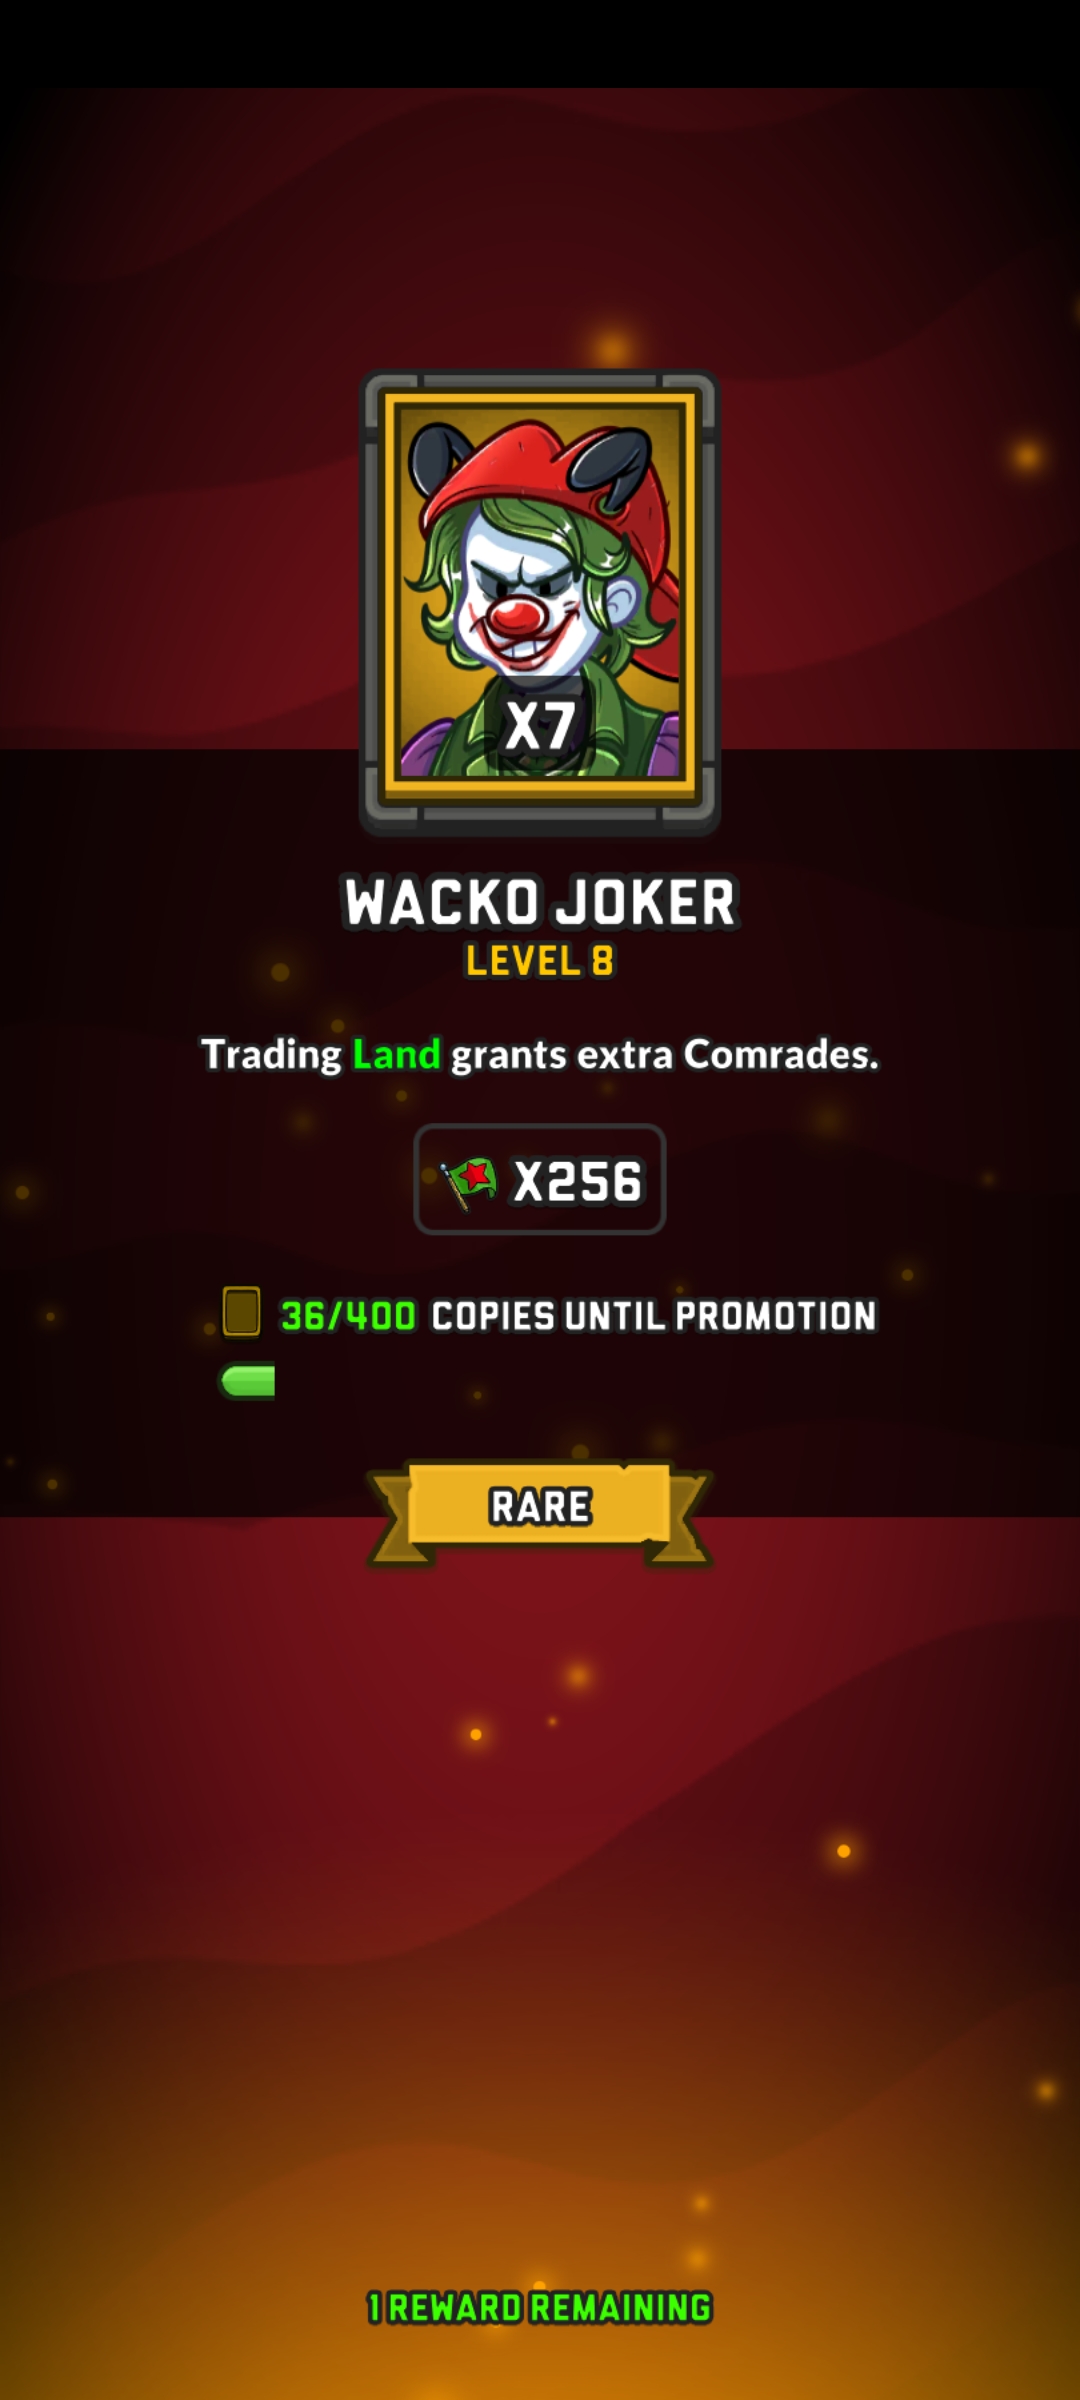 X7
WACKO JOKER
LEVEL 8
Trading Land grants extra Comrades.
X256
36/400 COPIES UNTIL PROMOTION
RARE
1 REWARD REMAINING